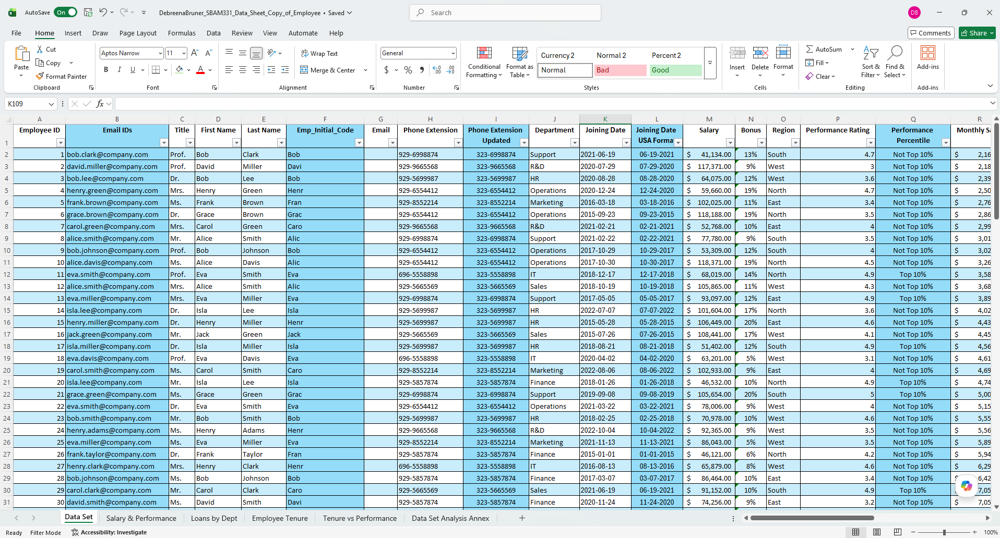 AutoSave On DebreenaBruner_SBAM331_Data_Sheet_Copy_of_Employee • Saved Search DB
File Home Insert Draw Page Layout Formulas Data Review View Automate Help Comments Share
Paste Cut Copy Format Painter Clipboard
Aptos Narrow 11 B I U A Font
Wrap Text Merge & Center Alignment
General $ % Number
Conditional Formatting Format as Table Currency 2 Normal 2 Percent 2 Normal Bad Good Styles
Insert Delete Format Cells
AutoSum Fill Clear Sort & Filter Find & Select Editing
Add-ins Add-ins
K109 fx
A B C D E F G H I J K L M N O P Q R
1 Employee ID Email IDs Title First Name Last Name Emp_Initial_Code Email Phone Extension Phone Extension Updated Department Joining Date Joining Date USA Format Salary Bonus Region Performance Rating Performance Percentile Monthly Sa
2 1 bob.clark@company.com Prof. Bob Clark Bob 929-6998874 323-6998874 Support 2021-06-19 06-19-2021 $ 41,134.00 13% South 4.7 Not Top 10% $ 2,16
3 2 david.miller@company.com Prof. David Miller Davi 929-9665568 323-9665568 R&D 2020-07-29 07-29-2020 $ 117,371.00 9% West 3 Not Top 10% $ 2,18
4 3 bob.lee@company.com Dr. Bob Lee Bob 929-5699987 323-5699987 HR 2020-08-28 08-28-2020 $ 64,075.00 12% West 3.6 Not Top 10% $ 2,39
5 4 henry.green@company.com Mrs. Henry Green Henr 929-6554412 323-6554412 Operations 2020-12-24 12-24-2020 $ 59,660.00 19% North 4.7 Not Top 10% $ 2,50
6 5 frank.brown@company.com Ms. Frank Brown Fran 929-8552214 323-8552214 Marketing 2016-03-18 03-18-2016 $ 102,025.00 11% East 3.4 Not Top 10% $ 2,76
7 6 grace.brown@company.com Dr. Grace Brown Grac 929-6554412 323-6554412 Operations 2015-09-23 09-23-2015 $ 118,188.00 19% North 3.5 Not Top 10% $ 2,86
8 7 carol.green@company.com Mrs. Carol Green Caro 929-9665568 323-9665568 R&D 2021-02-21 02-21-2021 $ 52,768.00 10% East 4 Not Top 10% $ 2,99
9 8 alice.smith@company.com Mr. Alice Smith Alic 929-6998874 323-6998874 Support 2021-02-22 02-22-2021 $ 77,780.00 9% South 3.5 Not Top 10% $ 3,01
10 9 bob.johnson@company.com Prof. Bob Johnson Bob 929-6554412 323-6554412 Operations 2017-10-29 10-29-2017 $ 53,309.00 12% South 4 Not Top 10% $ 3,02
11 10 alice.davis@company.com Ms. Alice Davis Alic 929-6554412 323-6554412 Operations 2017-10-30 10-30-2017 $ 118,371.00 19% North 4.5 Not Top 10% $ 3,26
12 11 eva.smith@company.com Prof. Eva Smith Eva 696-5558898 323-5558898 IT 2018-12-17 12-17-2018 $ 68,019.00 14% North 4.9 Top 10% $ 3,58
13 12 alice.smith@company.com Mrs. Alice Smith Alic 929-5665569 323-5665569 Sales 2018-10-19 10-19-2018 $ 105,865.00 11% West 4.3 Not Top 10% $ 3,68
14 13 eva.miller@company.com Mrs. Eva Miller Eva 929-6998874 323-6998874 Support 2017-05-05 05-05-2017 $ 93,097.00 12% East 4.9 Top 10% $ 3,89
15 14 isla.lee@company.com Dr. Isla Lee Isla 929-5699987 323-5699987 HR 2022-07-07 07-07-2022 $ 101,604.00 17% North 3.6 Not Top 10% $ 4,02
16 15 henry.miller@company.com Dr. Henry Miller Henr 929-5699987 323-5699987 HR 2015-05-28 05-28-2015 $ 106,449.00 20% East 4.6 Not Top 10% $ 4,43
17 16 jack.green@company.com Mr. Jack Green Jack 929-5665569 323-5665569 Sales 2015-07-26 07-26-2015 $ 108,441.00 17% West 4.1 Not Top 10% $ 4,45
18 17 isla.miller@company.com Dr. Isla Miller Isla 929-5699987 323-5699987 HR 2018-08-21 08-21-2018 $ 51,402.00 12% South 4.9 Top 10% $ 4,56
19 18 eva.davis@company.com Prof. Eva Davis Eva 696-5558898 323-5558898 IT 2020-04-02 04-02-2020 $ 63,201.00 5% West 3.1 Not Top 10% $ 4,61
20 19 carol.smith@company.com Ms. Carol Smith Caro 929-8552214 323-8552214 Marketing 2022-08-06 08-06-2022 $ 102,933.00 9% East 4 Not Top 10% $ 4,69
21 20 isla.lee@company.com Mr. Isla Lee Isla 929-5857874 323-5857874 Finance 2018-01-26 01-26-2018 $ 46,532.00 10% North 4.9 Top 10% $ 4,74
22 21 grace.green@company.com Ms. Grace Green Grac 929-6998874 323-6998874 Support 2019-09-08 09-08-2019 $ 105,654.00 20% South 5 Top 10% $ 5,00
23 22 eva.smith@company.com Dr. Eva Smith Eva 929-6554412 323-6554412 Operations 2021-03-22 03-22-2021 $ 78,006.00 9% West 4 Not Top 10% $ 5,15
24 23 bob.smith@company.com Mr. Bob Smith Bob 929-5699987 323-5699987 HR 2018-02-25 02-25-2018 $ 70,978.00 10% West 4.6 Not Top 10% $ 5,55
25 24 henry.adams@company.com Ms. Henry Adams Henr 929-9665568 323-9665568 R&D 2022-10-04 10-04-2022 $ 92,365.00 9% West 3.5 Not Top 10% $ 5,56
26 25 eva.miller@company.com Ms. Eva Miller Eva 929-8552214 323-8552214 Marketing 2021-11-13 11-13-2021 $ 86,043.00 5% West 3.5 Not Top 10% $ 5,89
27 26 frank.taylor@company.com Dr. Frank Taylor Fran 929-5857874 323-5857874 Finance 2015-01-01 01-01-2015 $ 46,121.00 6% North 4.2 Not Top 10% $ 5,94
28 27 henry.clark@company.com Mrs. Henry Clark Henr 696-5558898 323-5558898 IT 2016-08-13 08-13-2016 $ 65,879.00 8% West 4.6 Not Top 10% $ 6,29
29 28 bob.johnson@company.com Ms. Bob Johnson Bob 929-5857874 323-5857874 Finance 2017-03-07 03-07-2017 $ 86,464.00 10% East 3.4 Not Top 10% 6,42
30 29 carol.clark@company.com Mr. Carol Clark Caro 929-5665569 323-5665569 Sales 2021-06-19 06-19-2021 $ 91,152.00 10% South 4.9 Top 10% 7,05
31 30 david.smith@company.com Ms. David Smith Davi 929-5857874 323-5857874 Finance 2020-11-24 11-24-2020 $ 74,256.00 9% East 3.2 Not Top 10% $ 7,05
Data Set Salary & Performance Loans by Dept Employee Tenure Tenure vs Performance Data Set Analysis Annex
Ready Filter Mode Accessibility: Investigate 100%